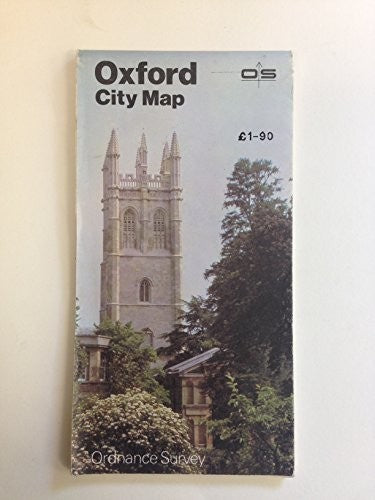 Oxford
City Map
OS
£1-90
Ordnance Survey